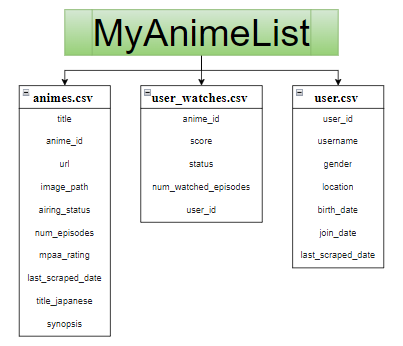 MyAnimeList
animes.csv
title
anime_id
url
image_path
airing_status
num_episodes
mpaa_rating
last_scraped_date
title_japanese
synopsis
user_watches.csv
anime_id
score
status
num_watched_episodes
user_id
user.csv
user_id
username
gender
location
birth_date
join_date
last_scraped_date